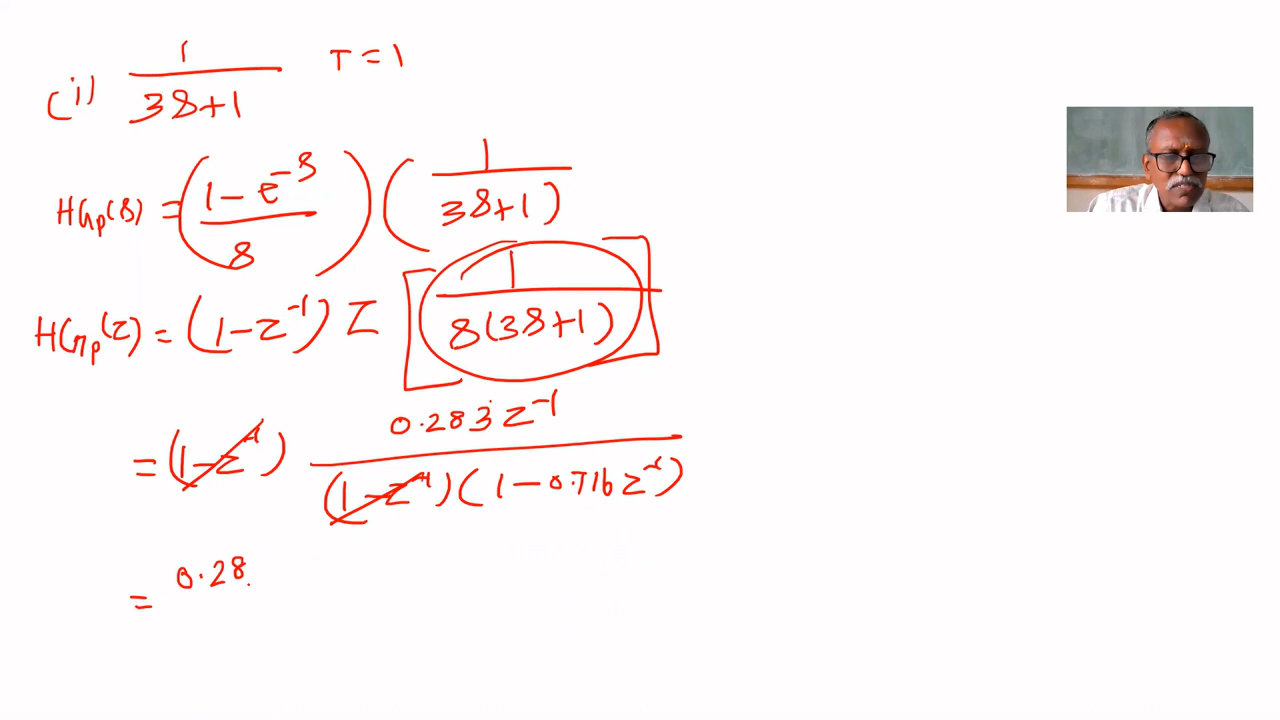 (i) 1/(3s+1) T = 1
HGp(s) = ((1 - e^-s)/s) (1/(3s+1))
HGp(z) = (1 - z^-1) Z [1/(s(3s+1))]
= (1 - z^-1) 0.283 z^-1/((1 - z^-1)(1 - 0.716 z^-1))
= 0.28